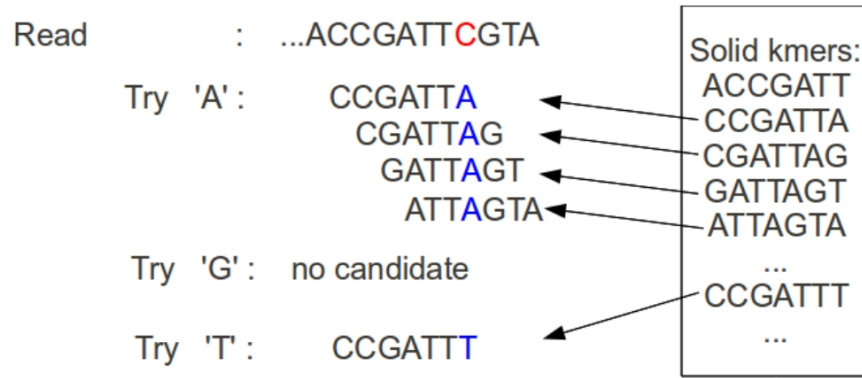 Read : ...ACCGATTCGTA
Try 'A' : CCGATTA
CGATTAG
GATTAGT
ATTAGTA
Try 'G' : no candidate
Try 'T' : CCGATTT
Solid kmers:
ACCGATT
CCGATTA
CGATTAG
GATTAGT
ATTAGTA
...
CCGATTT
...